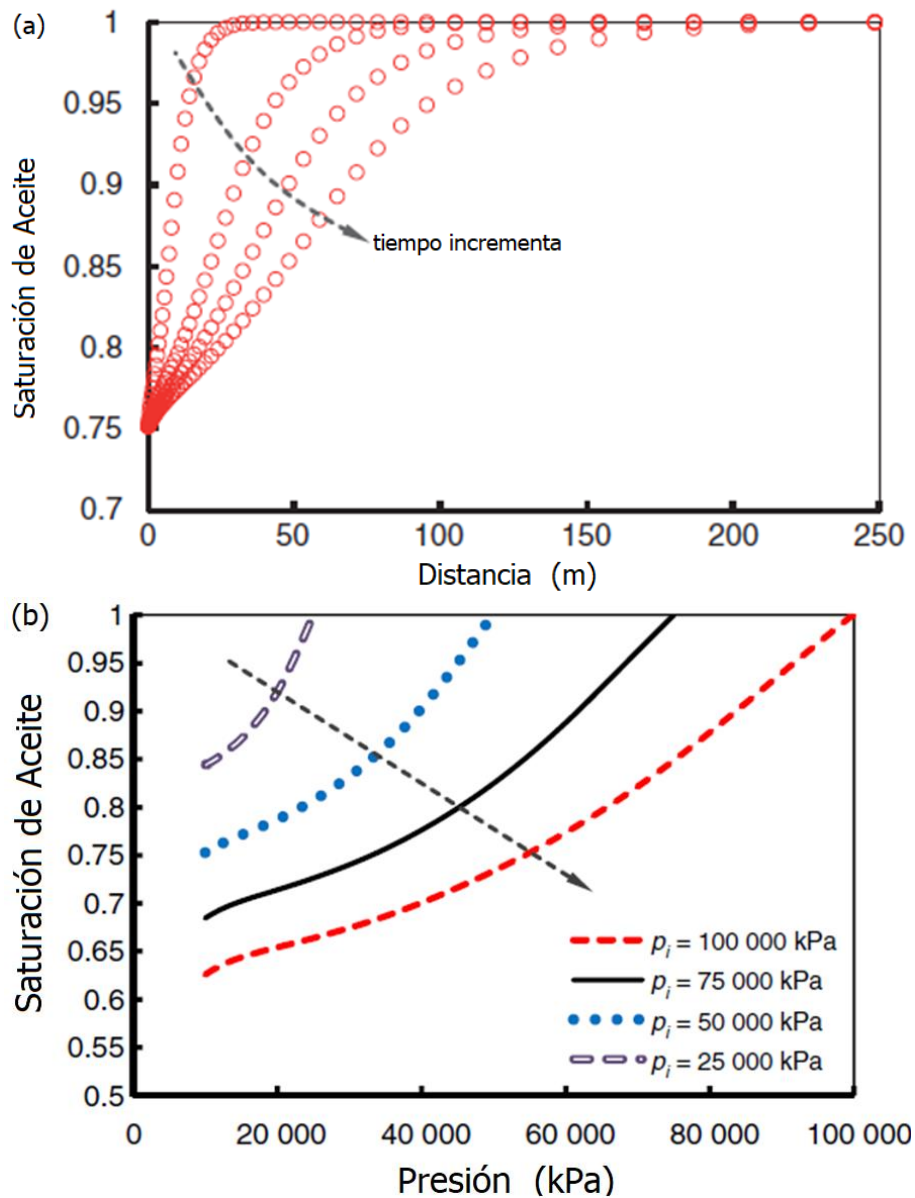 (a)
1
0.95
0.9
0.85
0.8
0.75
0.7
Saturación de Aceite
tiempo incrementa
0 50 100 150 200 250
Distancia (m)
(b)
1
0.95
0.9
0.85
0.8
0.75
0.7
0.65
0.6
0.55
0.5
Saturación de Aceite
pi = 100 000 kPa
pi = 75 000 kPa
pi = 50 000 kPa
pi = 25 000 kPa
0 20 000 40 000 60 000 80 000 100 000
Presión (kPa)